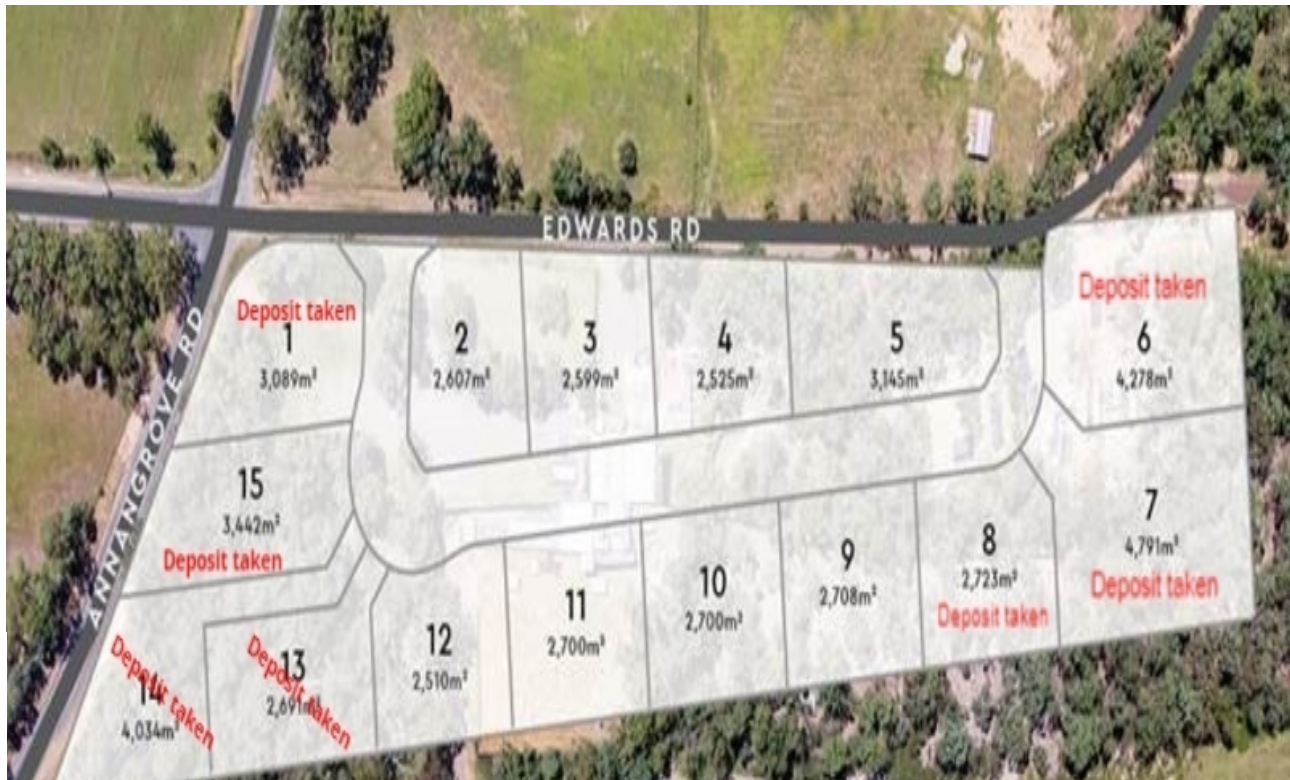 EDWARDS RD
ANNANGROVE RD
Deposit taken
1
3,089m²
2
2,607m²
3
2,599m²
4
2,525m²
5
3,145m²
Deposit taken
6
4,278m²
15
3,442m²
Deposit taken
7
4,791m²
Deposit taken
8
2,723m²
Deposit taken
9
2,708m²
10
2,700m²
11
2,700m²
12
2,510m²
13
2,691m²
Deposit taken
14
4,034m²
Deposit taken